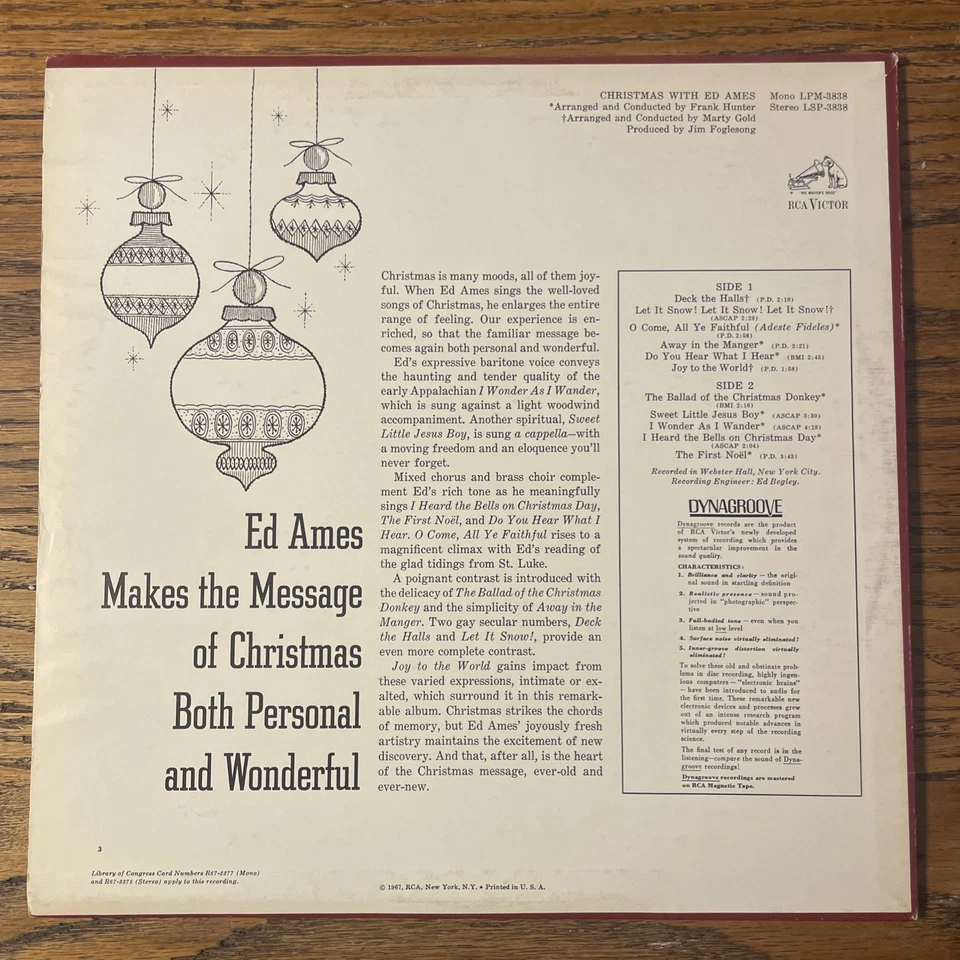 CHRISTMAS WITH ED AMES Mono LPM-3838
*Arranged and Conducted by Frank Hunter Stereo LSP-3838
†Arranged and Conducted by Marty Gold
Produced by Jim Foglesong
"HIS MASTER'S VOICE"
RCA VICTOR
Ed Ames
Makes the Message
of Christmas
Both Personal
and Wonderful
Christmas is many moods, all of them joy-
ful. When Ed Ames sings the well-loved
songs of Christmas, he enlarges the entire
range of feeling. Our experience is en-
riched, so that the familiar message be-
comes again both personal and wonderful.
Ed's expressive baritone voice conveys
the haunting and tender quality of the
early Appalachian I Wonder As I Wander,
which is sung against a light woodwind
accompaniment. Another spiritual, Sweet
Little Jesus Boy, is sung a cappella—with
a moving freedom and an eloquence you'll
never forget.
Mixed chorus and brass choir comple-
ment Ed's rich tone as he meaningfully
sings I Heard the Bells on Christmas Day,
The First Noël, and Do You Hear What I
Hear. O Come, All Ye Faithful rises to a
magnificent climax with Ed's reading of
the glad tidings from St. Luke.
A poignant contrast is introduced with
the delicacy of The Ballad of the Christmas
Donkey and the simplicity of Away in the
Manger. Two gay secular numbers, Deck
the Halls and Let It Snow!, provide an
even more complete contrast.
Joy to the World gains impact from
these varied expressions, intimate or ex-
alted, which surround it in this remark-
able album. Christmas strikes the chords
of memory, but Ed Ames' joyously fresh
artistry maintains the excitement of new
discovery. And that, after all, is the heart
of the Christmas message, ever-old and
ever-new.
SIDE 1
Deck the Halls† (P.D. 2:18)
Let It Snow! Let It Snow! Let It Snow!†
(ASCAP 2:28)
O Come, All Ye Faithful (Adeste Fideles)*
(P.D. 2:58)
Away in the Manger* (P.D. 2:21)
Do You Hear What I Hear* (BMI 2:45)
Joy to the World† (P.D. 1:58)
SIDE 2
The Ballad of the Christmas Donkey*
(BMI 2:16)
Sweet Little Jesus Boy* (ASCAP 3:30)
I Wonder As I Wander* (ASCAP 4:18)
I Heard the Bells on Christmas Day*
(ASCAP 2:04)
The First Noël* (P.D. 3:43)
Recorded in Webster Hall, New York City.
Recording Engineer: Ed Begley.
DYNAGROOVE
Dynagroove records are the product
of RCA Victor's newly developed
system of recording which provides
a spectacular improvement in the
sound quality.
CHARACTERISTICS:
1. Brilliance and clarity — the origi-
nal sound in startling definition
2. Realistic presence — sound pro-
jected in "photographic" perspec-
tive
3. Full-bodied tone — even when you
listen at low level
4. Surface noise virtually eliminated!
5. Inner-groove distortion virtually
eliminated!
To solve these old and obstinate prob-
lems in disc recording, highly ingen-
ious computers — "electronic brains"
— have been introduced to audio for
the first time. These remarkable new
electronic devices and processes grew
out of an intense research program
which produced notable advances in
virtually every step of the recording
science.
The final test of any record is in the
listening—compare the sound of Dyna-
groove recordings!
Dynagroove recordings are mastered
on RCA Magnetic Tape.
3
Library of Congress Card Numbers R67-3377 (Mono)
and R67-3378 (Stereo) apply to this recording.
© 1967, RCA, New York, N.Y. • Printed in U. S. A.